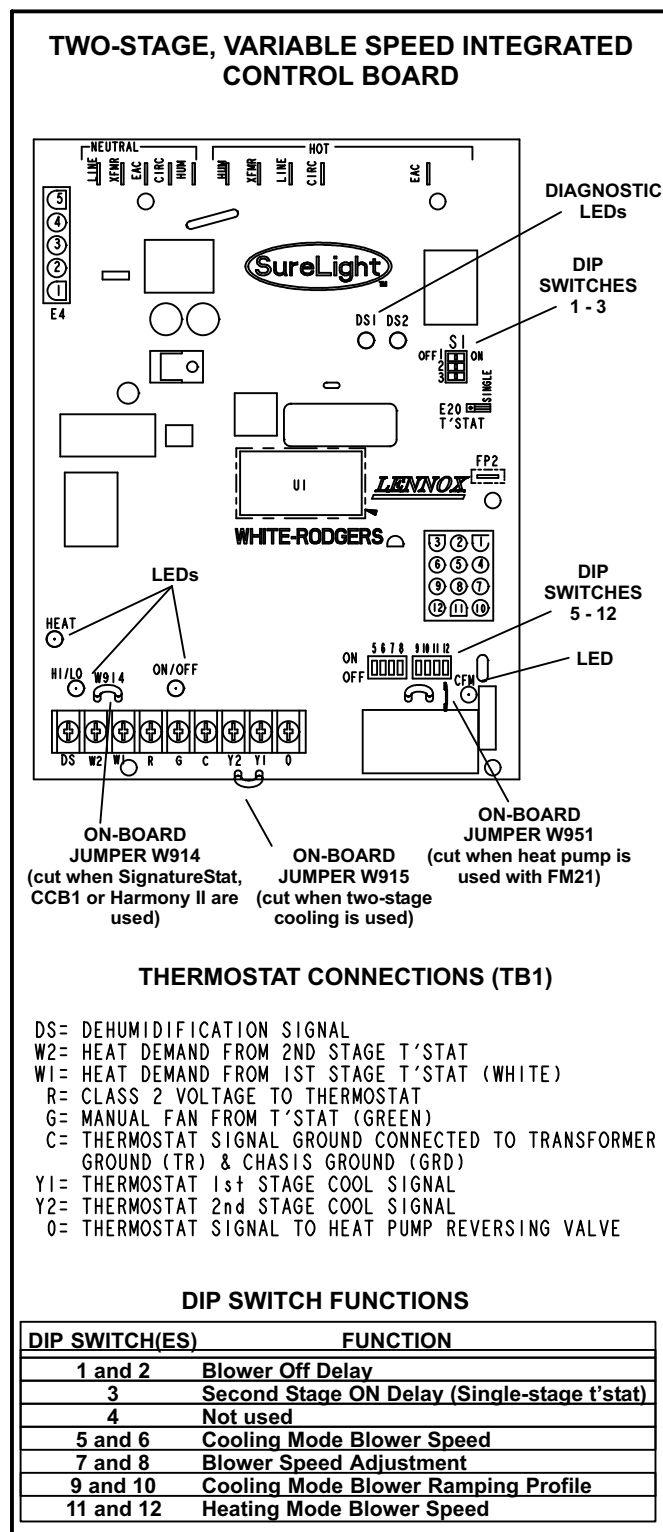 TWO-STAGE, VARIABLE SPEED INTEGRATED
CONTROL BOARD
NEUTRAL
HOT
LINE
XFMR
EAC
CIRC
HUM
HUM
XFMR
LINE
CIRC
EAC
5
4
3
2
1
E4
SureLight™
DIAGNOSTIC
LEDs
DS1 DS2
DIP
SWITCHES
1 - 3
S1
OFF 1 ON
2
3
SINGLE
E20
T'STAT
FP2
U1
LENNOX
WHITE-RODGERS
3 2 1
6 5 4
9 8 7
12 11 10
LEDs
HEAT
HI/LO
W914
ON/OFF
DIP
SWITCHES
5 - 12
5 6 7 8 9 10 11 12
ON
OFF
LED
CFM
DS W2 W1 R G C Y2 Y1 O
ON-BOARD
JUMPER W914
(cut when SignatureStat,
CCB1 or Harmony II are
used)
ON-BOARD
JUMPER W915
(cut when two-stage
cooling is used)
ON-BOARD
JUMPER W951
(cut when heat pump is
used with FM21)
THERMOSTAT CONNECTIONS (TB1)
DS= DEHUMIDIFICATION SIGNAL
W2= HEAT DEMAND FROM 2ND STAGE T'STAT
W1= HEAT DEMAND FROM 1ST STAGE T'STAT (WHITE)
R= CLASS 2 VOLTAGE TO THERMOSTAT
G= MANUAL FAN FROM T'STAT (GREEN)
C= THERMOSTAT SIGNAL GROUND CONNECTED TO TRANSFORMER
GROUND (TR) & CHASIS GROUND (GRD)
Y1= THERMOSTAT 1st STAGE COOL SIGNAL
Y2= THERMOSTAT 2nd STAGE COOL SIGNAL
O= THERMOSTAT SIGNAL TO HEAT PUMP REVERSING VALVE
DIP SWITCH FUNCTIONS
DIP SWITCH(ES) FUNCTION
1 and 2 Blower Off Delay
3 Second Stage ON Delay (Single-stage t'stat)
4 Not used
5 and 6 Cooling Mode Blower Speed
7 and 8 Blower Speed Adjustment
9 and 10 Cooling Mode Blower Ramping Profile
11 and 12 Heating Mode Blower Speed